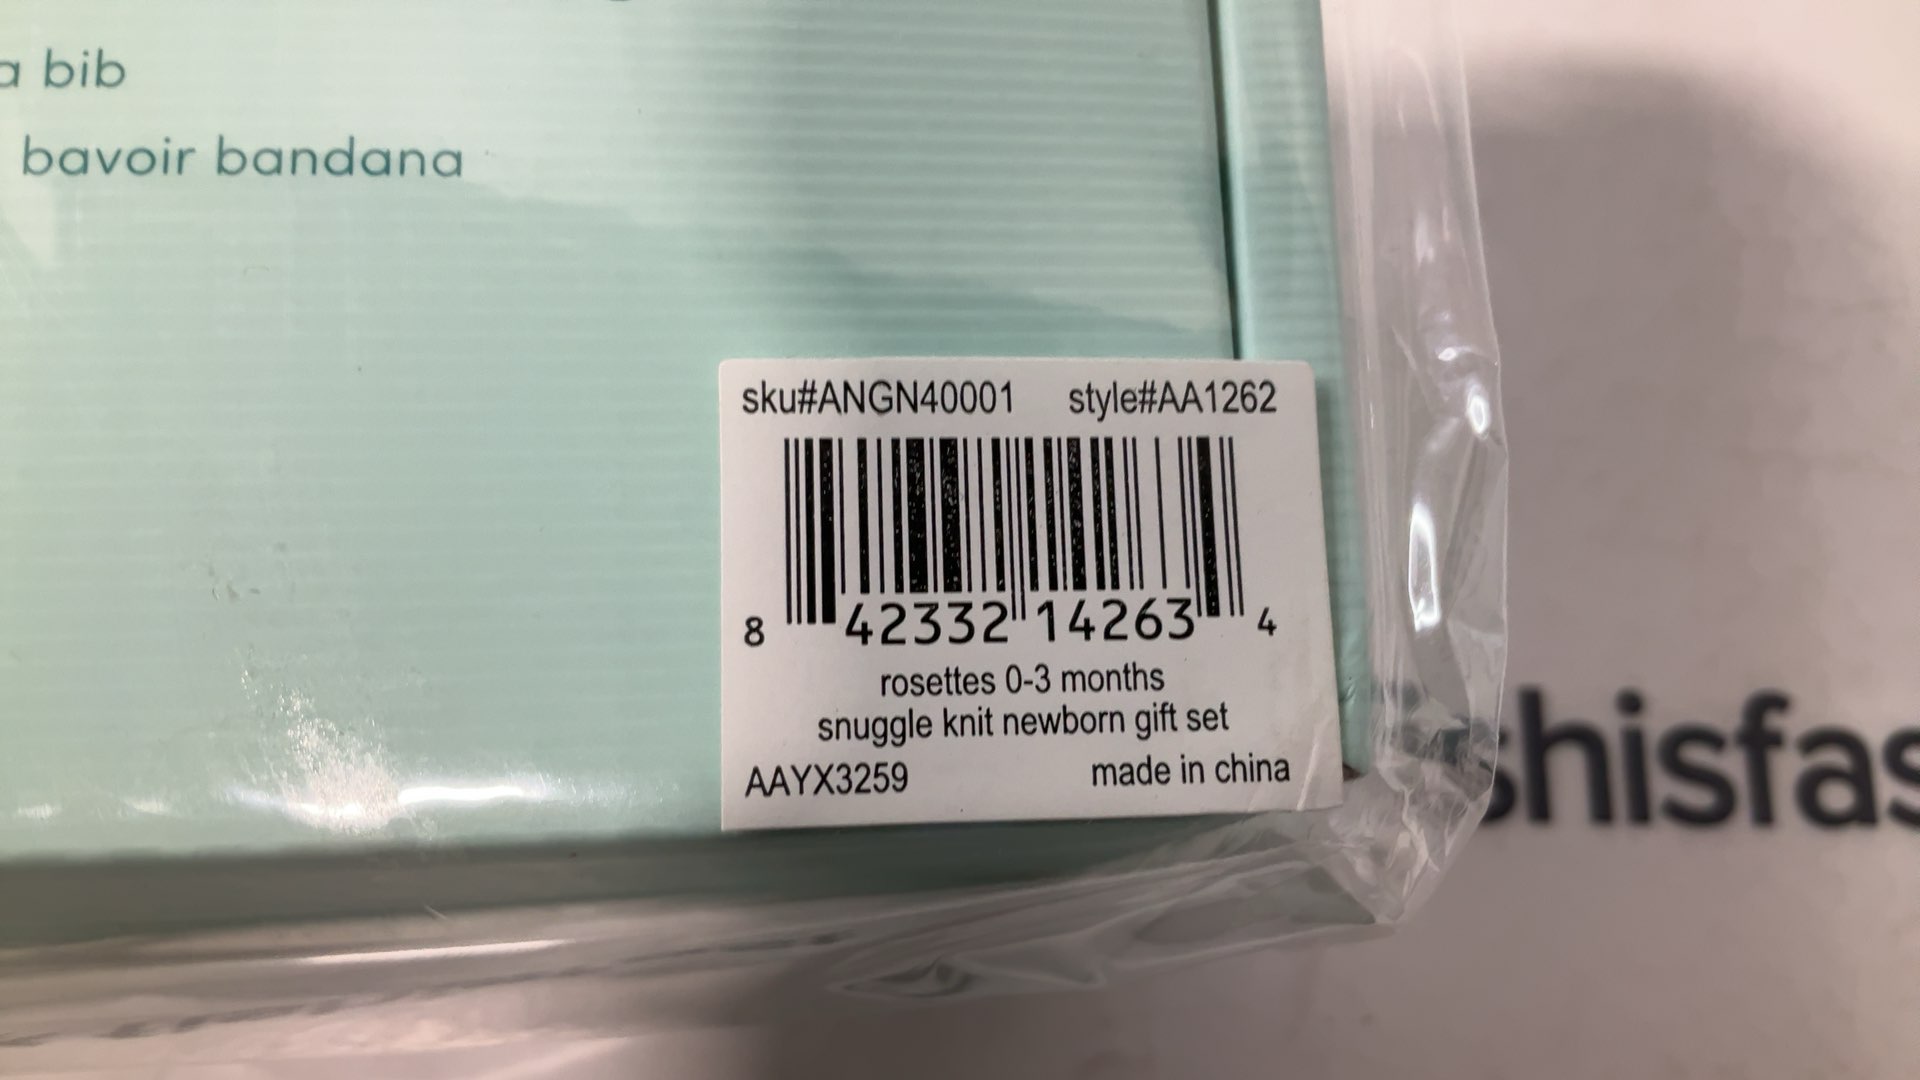 a bib
bavoir bandana
sku#ANGN40001 style#AA1262
8 42332 14263 4
rosettes 0-3 months
snuggle knit newborn gift set
AAYX3259 made in china
shisfas